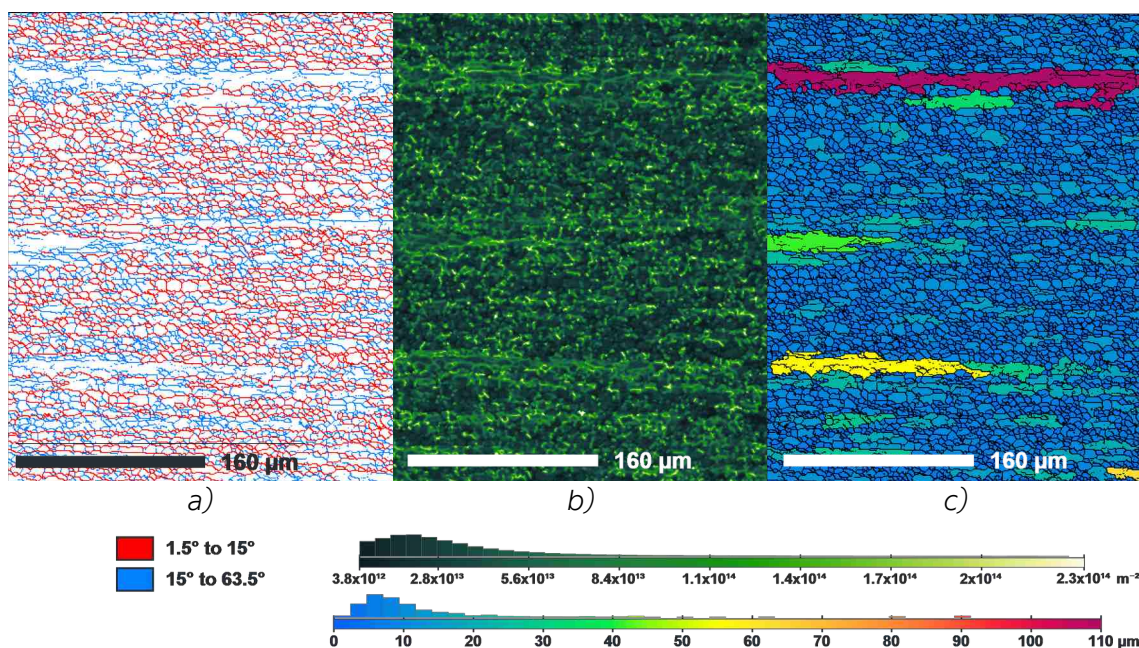 160 µm 160 µm 160 µm
a) b) c)
1.5° to 15°
15° to 63.5°
3.8x10¹² 2.8x10¹³ 5.6x10¹³ 8.4x10¹³ 1.1x10¹⁴ 1.4x10¹⁴ 1.7x10¹⁴ 2x10¹⁴ 2.3x10¹⁴ m⁻²
0 10 20 30 40 50 60 70 80 90 100 110 µm